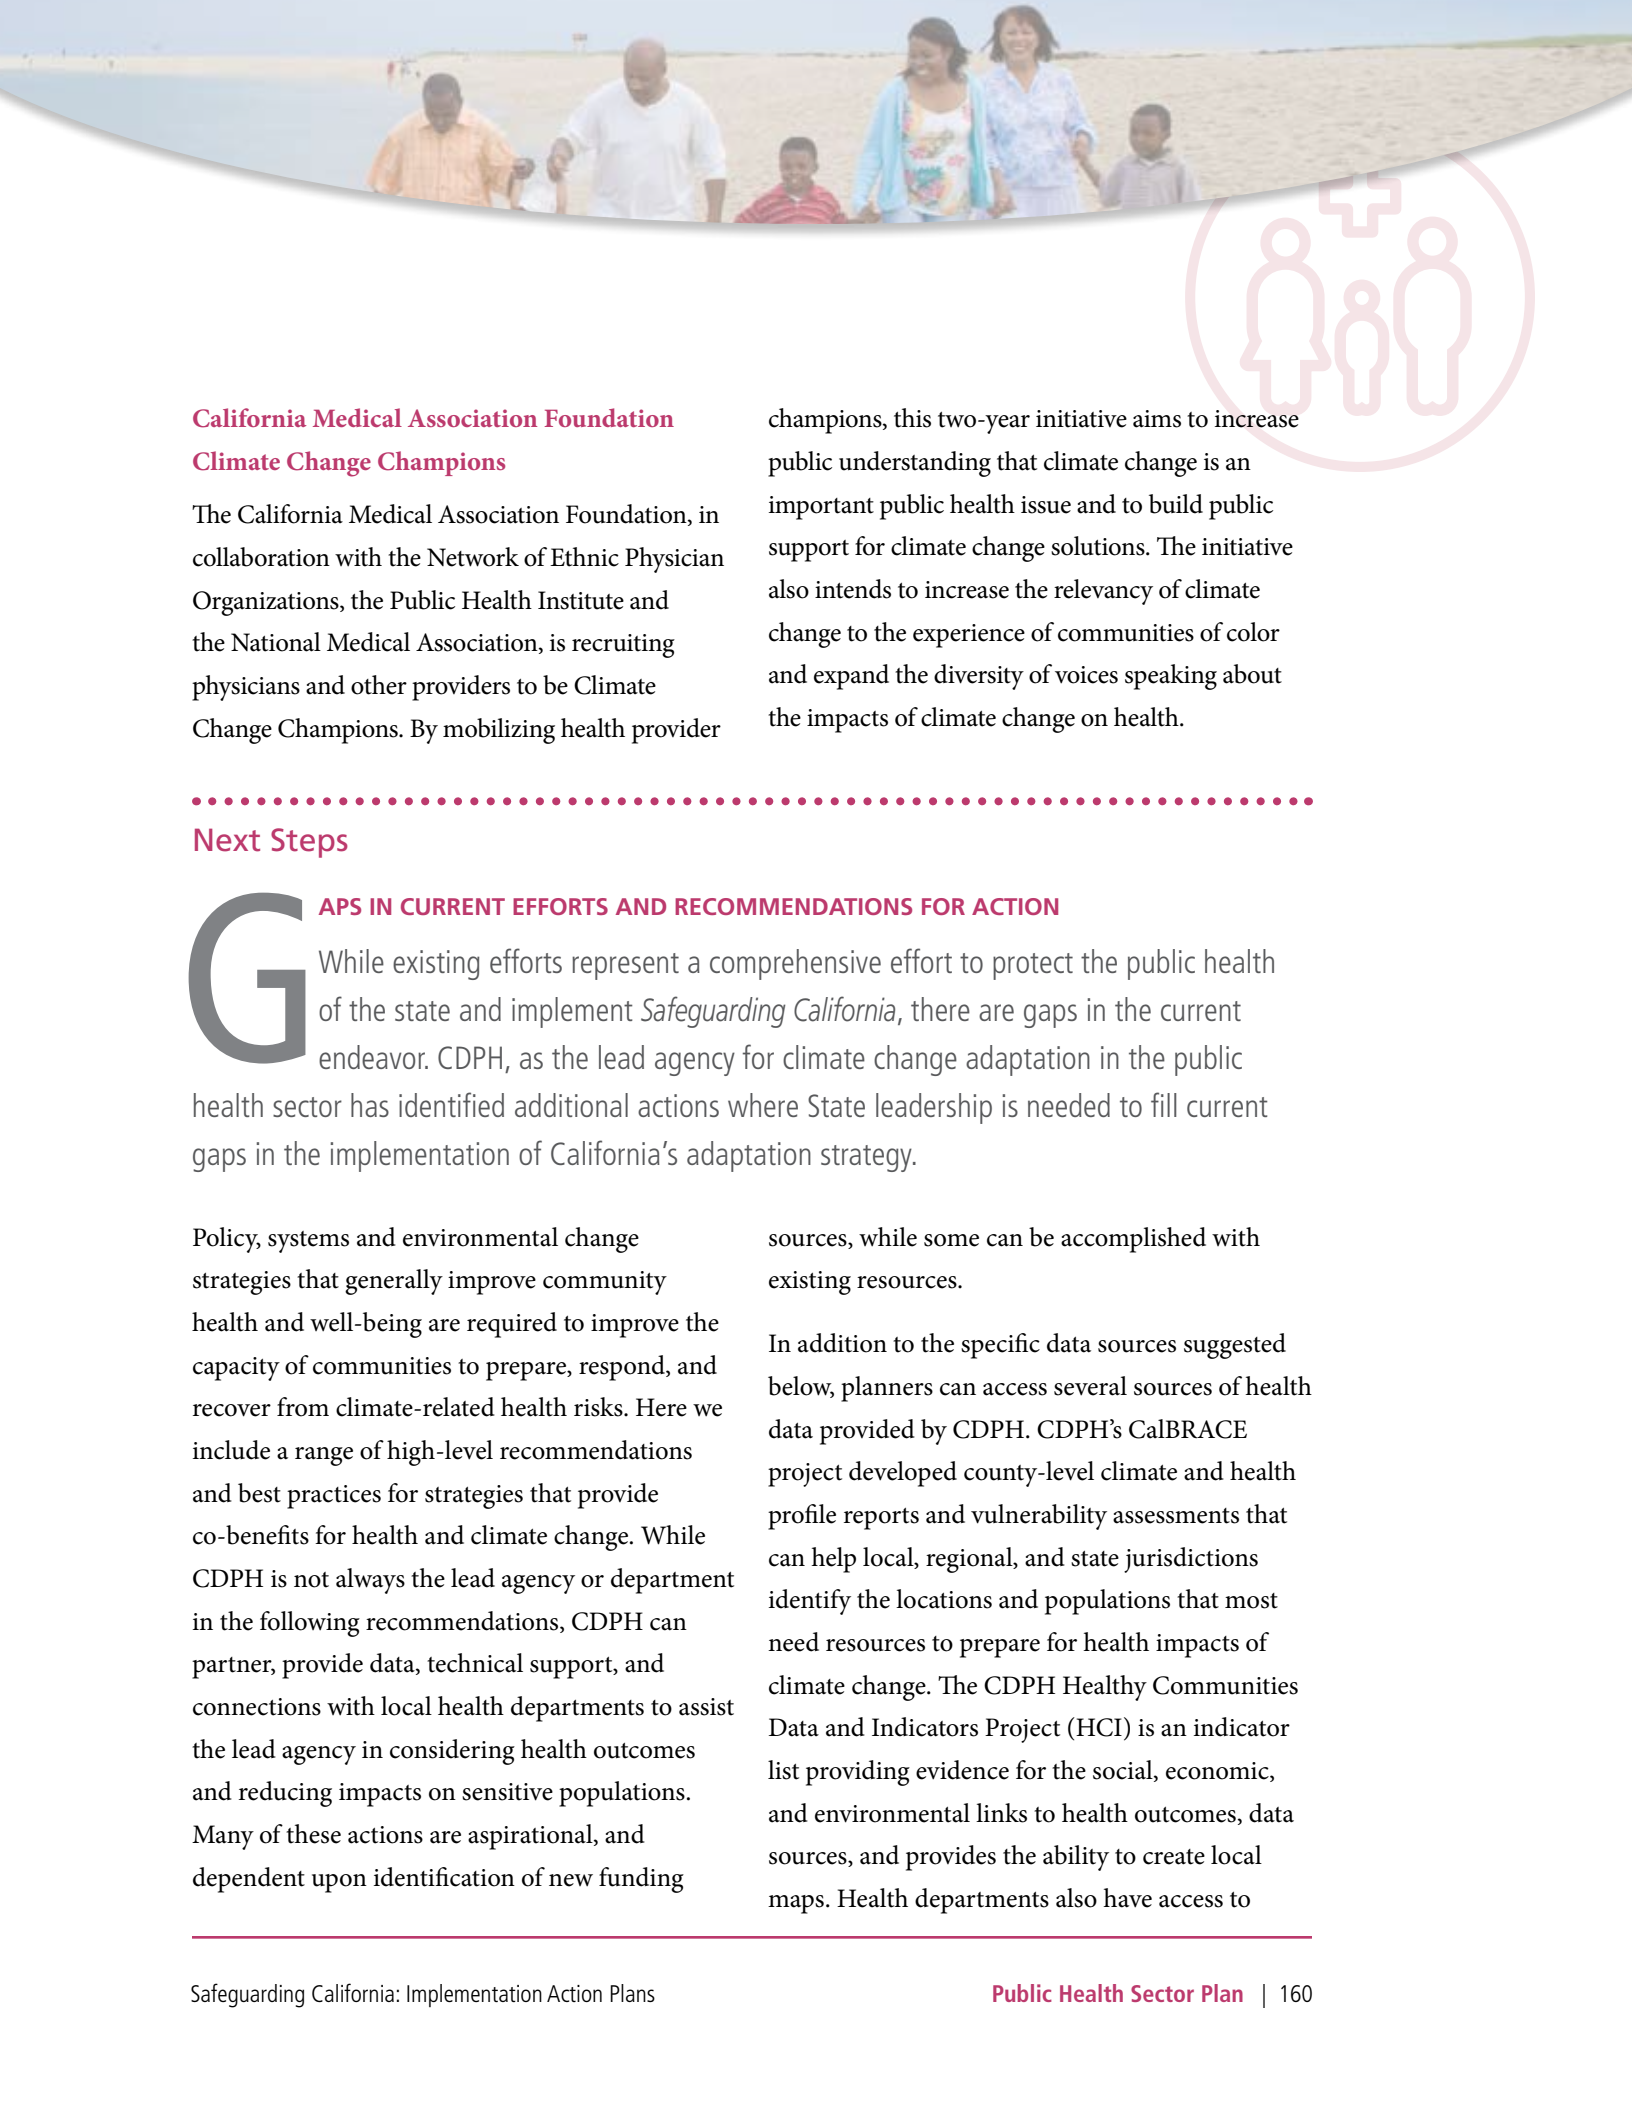 California Medical Association Foundation
Climate Change Champions
The California Medical Association Foundation, in
collaboration with the Network of Ethnic Physician
Organizations, the Public Health Institute and
the National Medical Association, is recruiting
physicians and other providers to be Climate
Change Champions. By mobilizing health provider
champions, this two-year initiative aims to increase
public understanding that climate change is an
important public health issue and to build public
support for climate change solutions. The initiative
also intends to increase the relevancy of climate
change to the experience of communities of color
and expand the diversity of voices speaking about
the impacts of climate change on health.
Next Steps
GAPS IN CURRENT EFFORTS AND RECOMMENDATIONS FOR ACTION
While existing efforts represent a comprehensive effort to protect the public health
of the state and implement Safeguarding California, there are gaps in the current
endeavor. CDPH, as the lead agency for climate change adaptation in the public
health sector has identified additional actions where State leadership is needed to fill current
gaps in the implementation of California's adaptation strategy.
Policy, systems and environmental change
strategies that generally improve community
health and well-being are required to improve the
capacity of communities to prepare, respond, and
recover from climate-related health risks. Here we
include a range of high-level recommendations
and best practices for strategies that provide
co-benefits for health and climate change. While
CDPH is not always the lead agency or department
in the following recommendations, CDPH can
partner, provide data, technical support, and
connections with local health departments to assist
the lead agency in considering health outcomes
and reducing impacts on sensitive populations.
Many of these actions are aspirational, and
dependent upon identification of new funding
sources, while some can be accomplished with
existing resources.
In addition to the specific data sources suggested
below, planners can access several sources of health
data provided by CDPH. CDPH's CalBRACE
project developed county-level climate and health
profile reports and vulnerability assessments that
can help local, regional, and state jurisdictions
identify the locations and populations that most
need resources to prepare for health impacts of
climate change. The CDPH Healthy Communities
Data and Indicators Project (HCI) is an indicator
list providing evidence for the social, economic,
and environmental links to health outcomes, data
sources, and provides the ability to create local
maps. Health departments also have access to
Safeguarding California: Implementation Action Plans
Public Health Sector Plan | 160